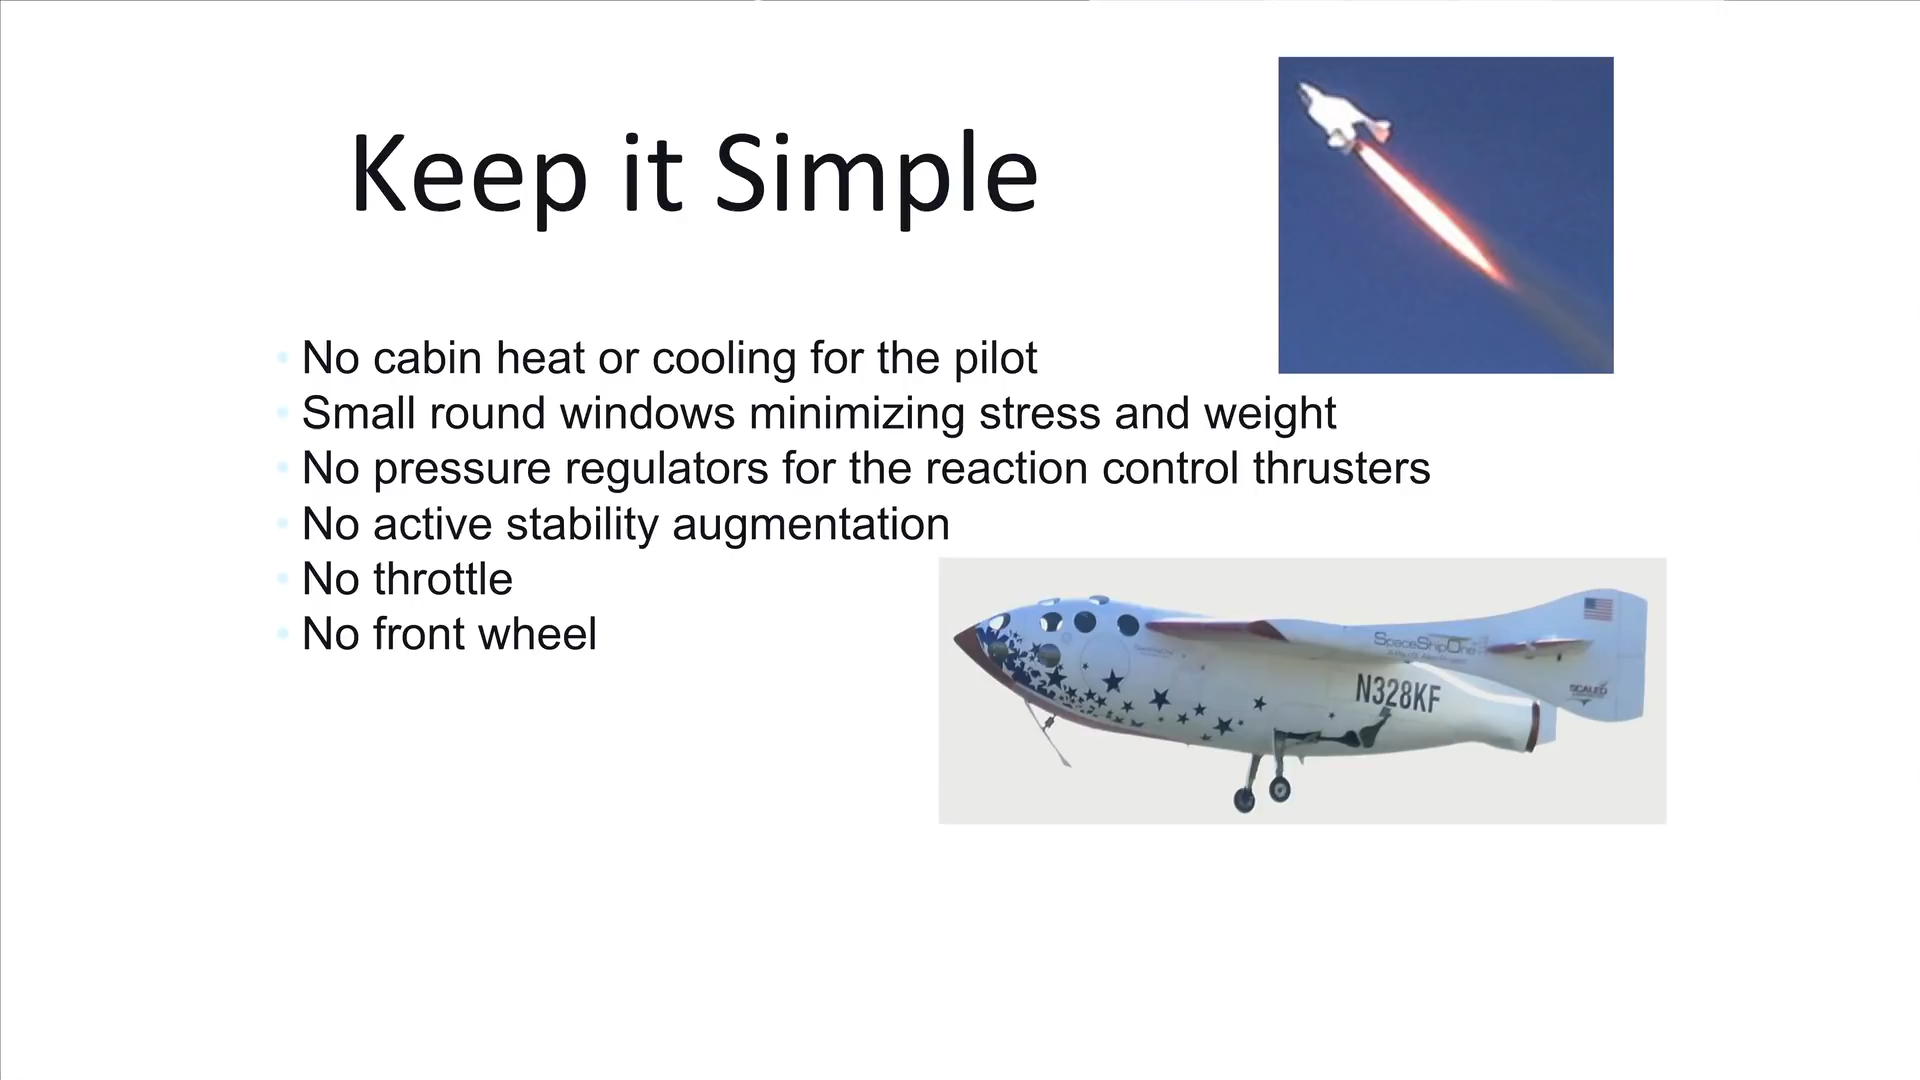 Keep it Simple
• No cabin heat or cooling for the pilot
• Small round windows minimizing stress and weight
• No pressure regulators for the reaction control thrusters
• No active stability augmentation
• No throttle
• No front wheel
SpaceShipOne
N328KF
SCALED